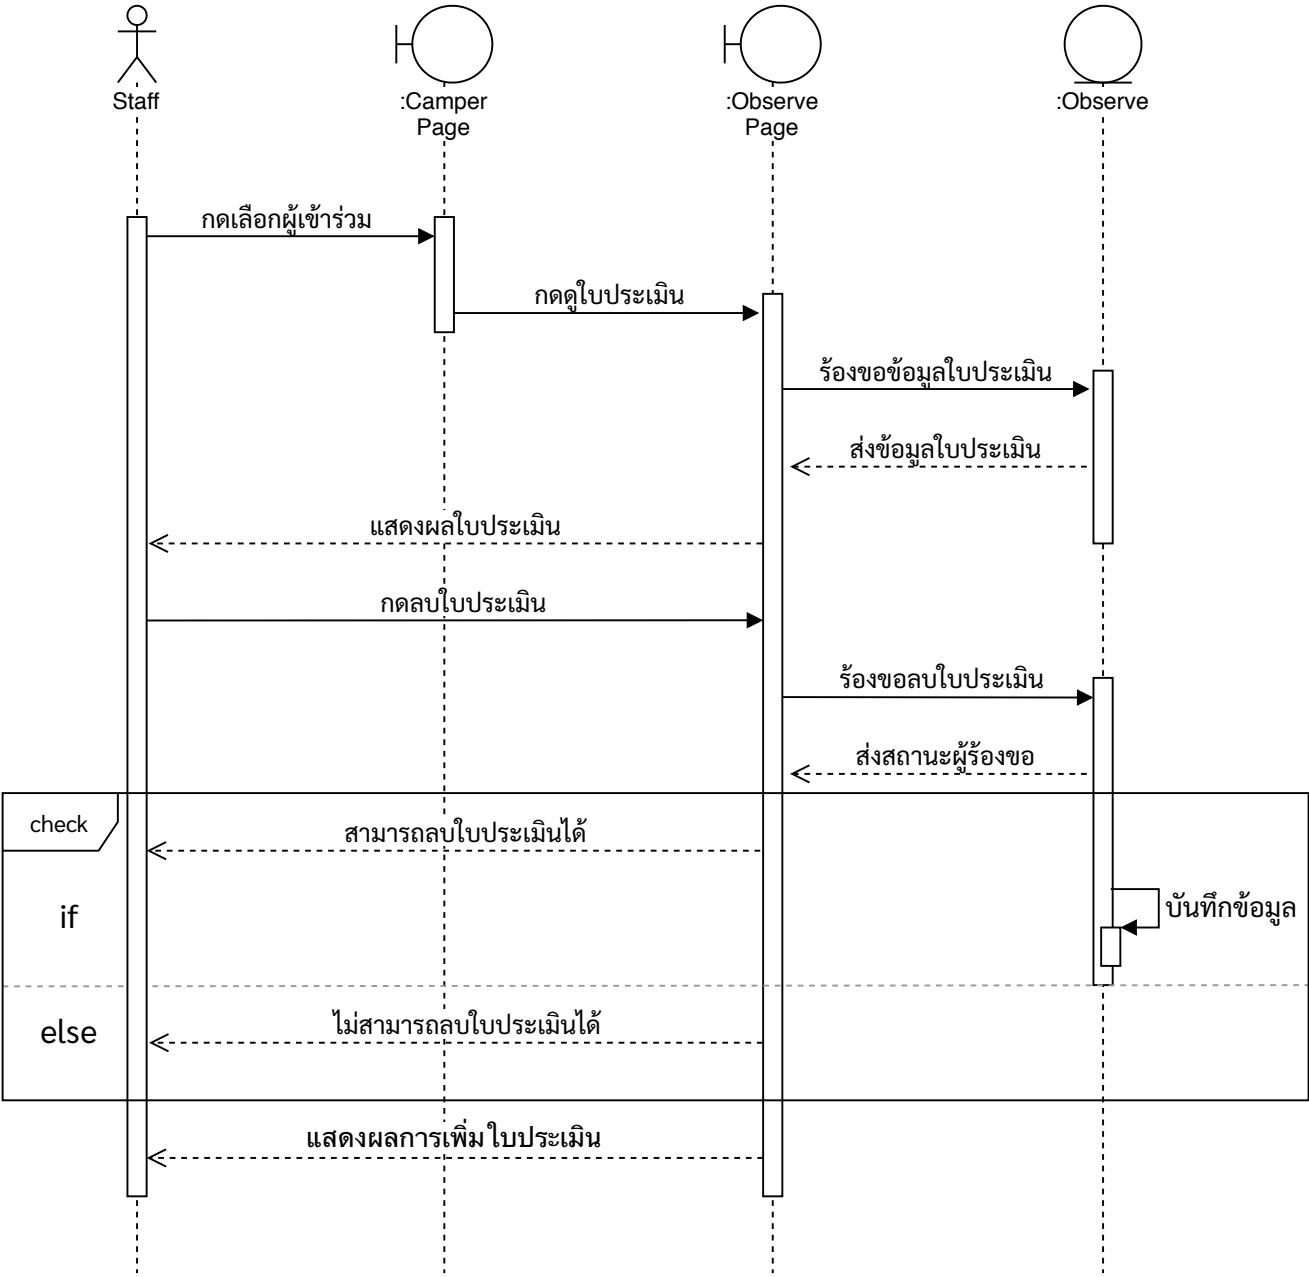 Staff
:Camper
Page
:Observe
Page
:Observe
กดเลือกผู้เข้าร่วม
กดดูใบประเมิน
ร้องขอข้อมูลใบประเมิน
ส่งข้อมูลใบประเมิน
แสดงผลใบประเมิน
กดลบใบประเมิน
ร้องขอลบใบประเมิน
ส่งสถานะผู้ร้องขอ
check
สามารถลบใบประเมินได้
if
บันทึกข้อมูล
else
ไม่สามารถลบใบประเมินได้
แสดงผลการเพิ่มใบประเมิน